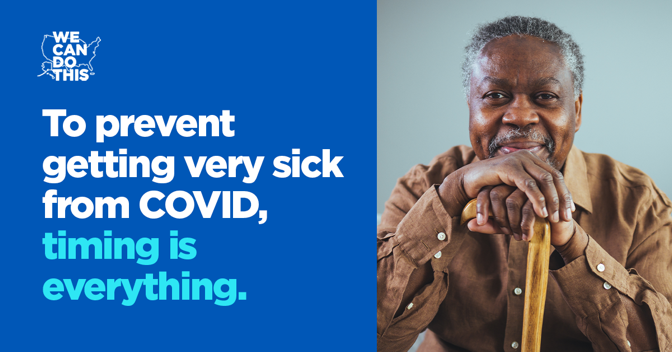 WE
CAN
DO
THIS
To prevent
getting very sick
from COVID,
timing is
everything.